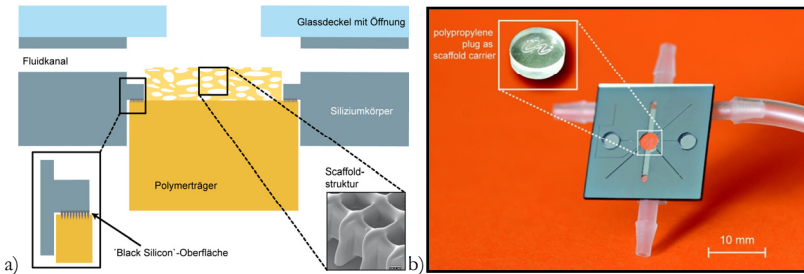 Glassdeckel mit Öffnung
Fluidkanal
Siliziumkörper
Polymerträger
Scaffold-
struktur
´Black Silicon`-Oberfläche
a)
polypropylene
plug as
scaffold carrier
10 mm
b)